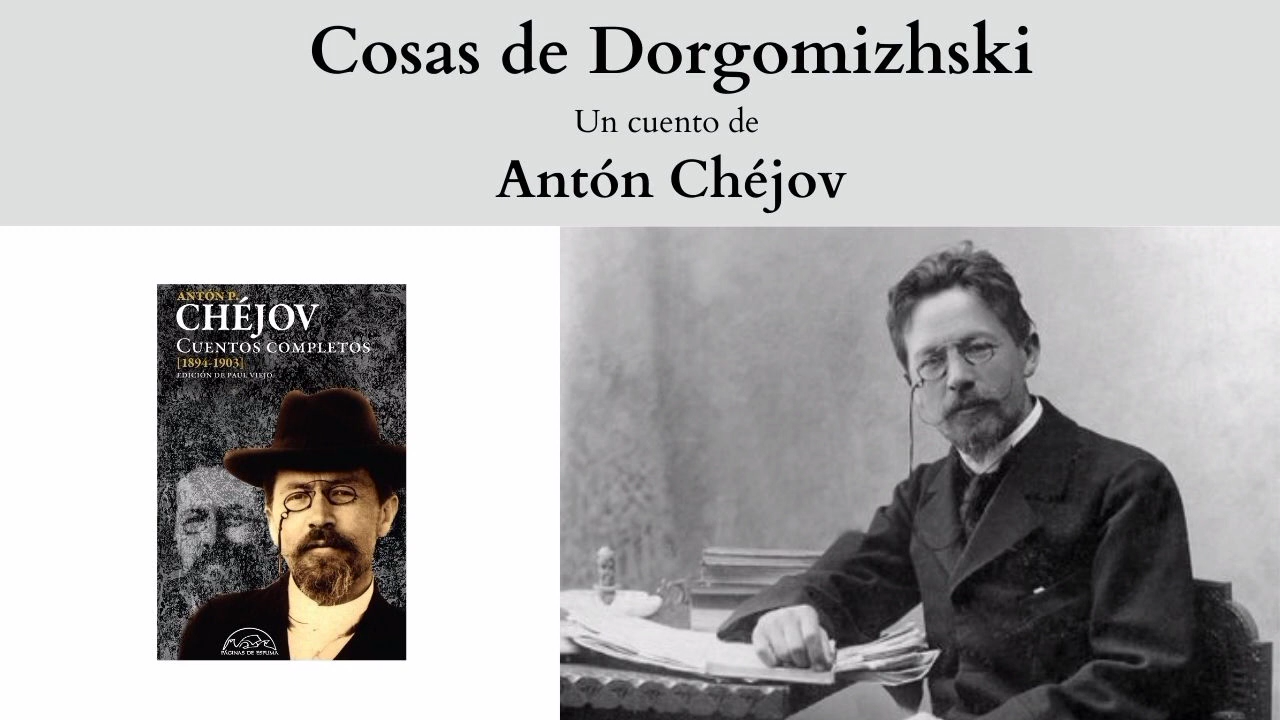 Cosas de Dorgomizhski
Un cuento de
Antón Chéjov
ANTÓN P.
CHÉJOV
CUENTOS COMPLETOS
[1894-1903]
EDICIÓN DE PAUL VIEJO
PÁGINAS DE ESPUMA